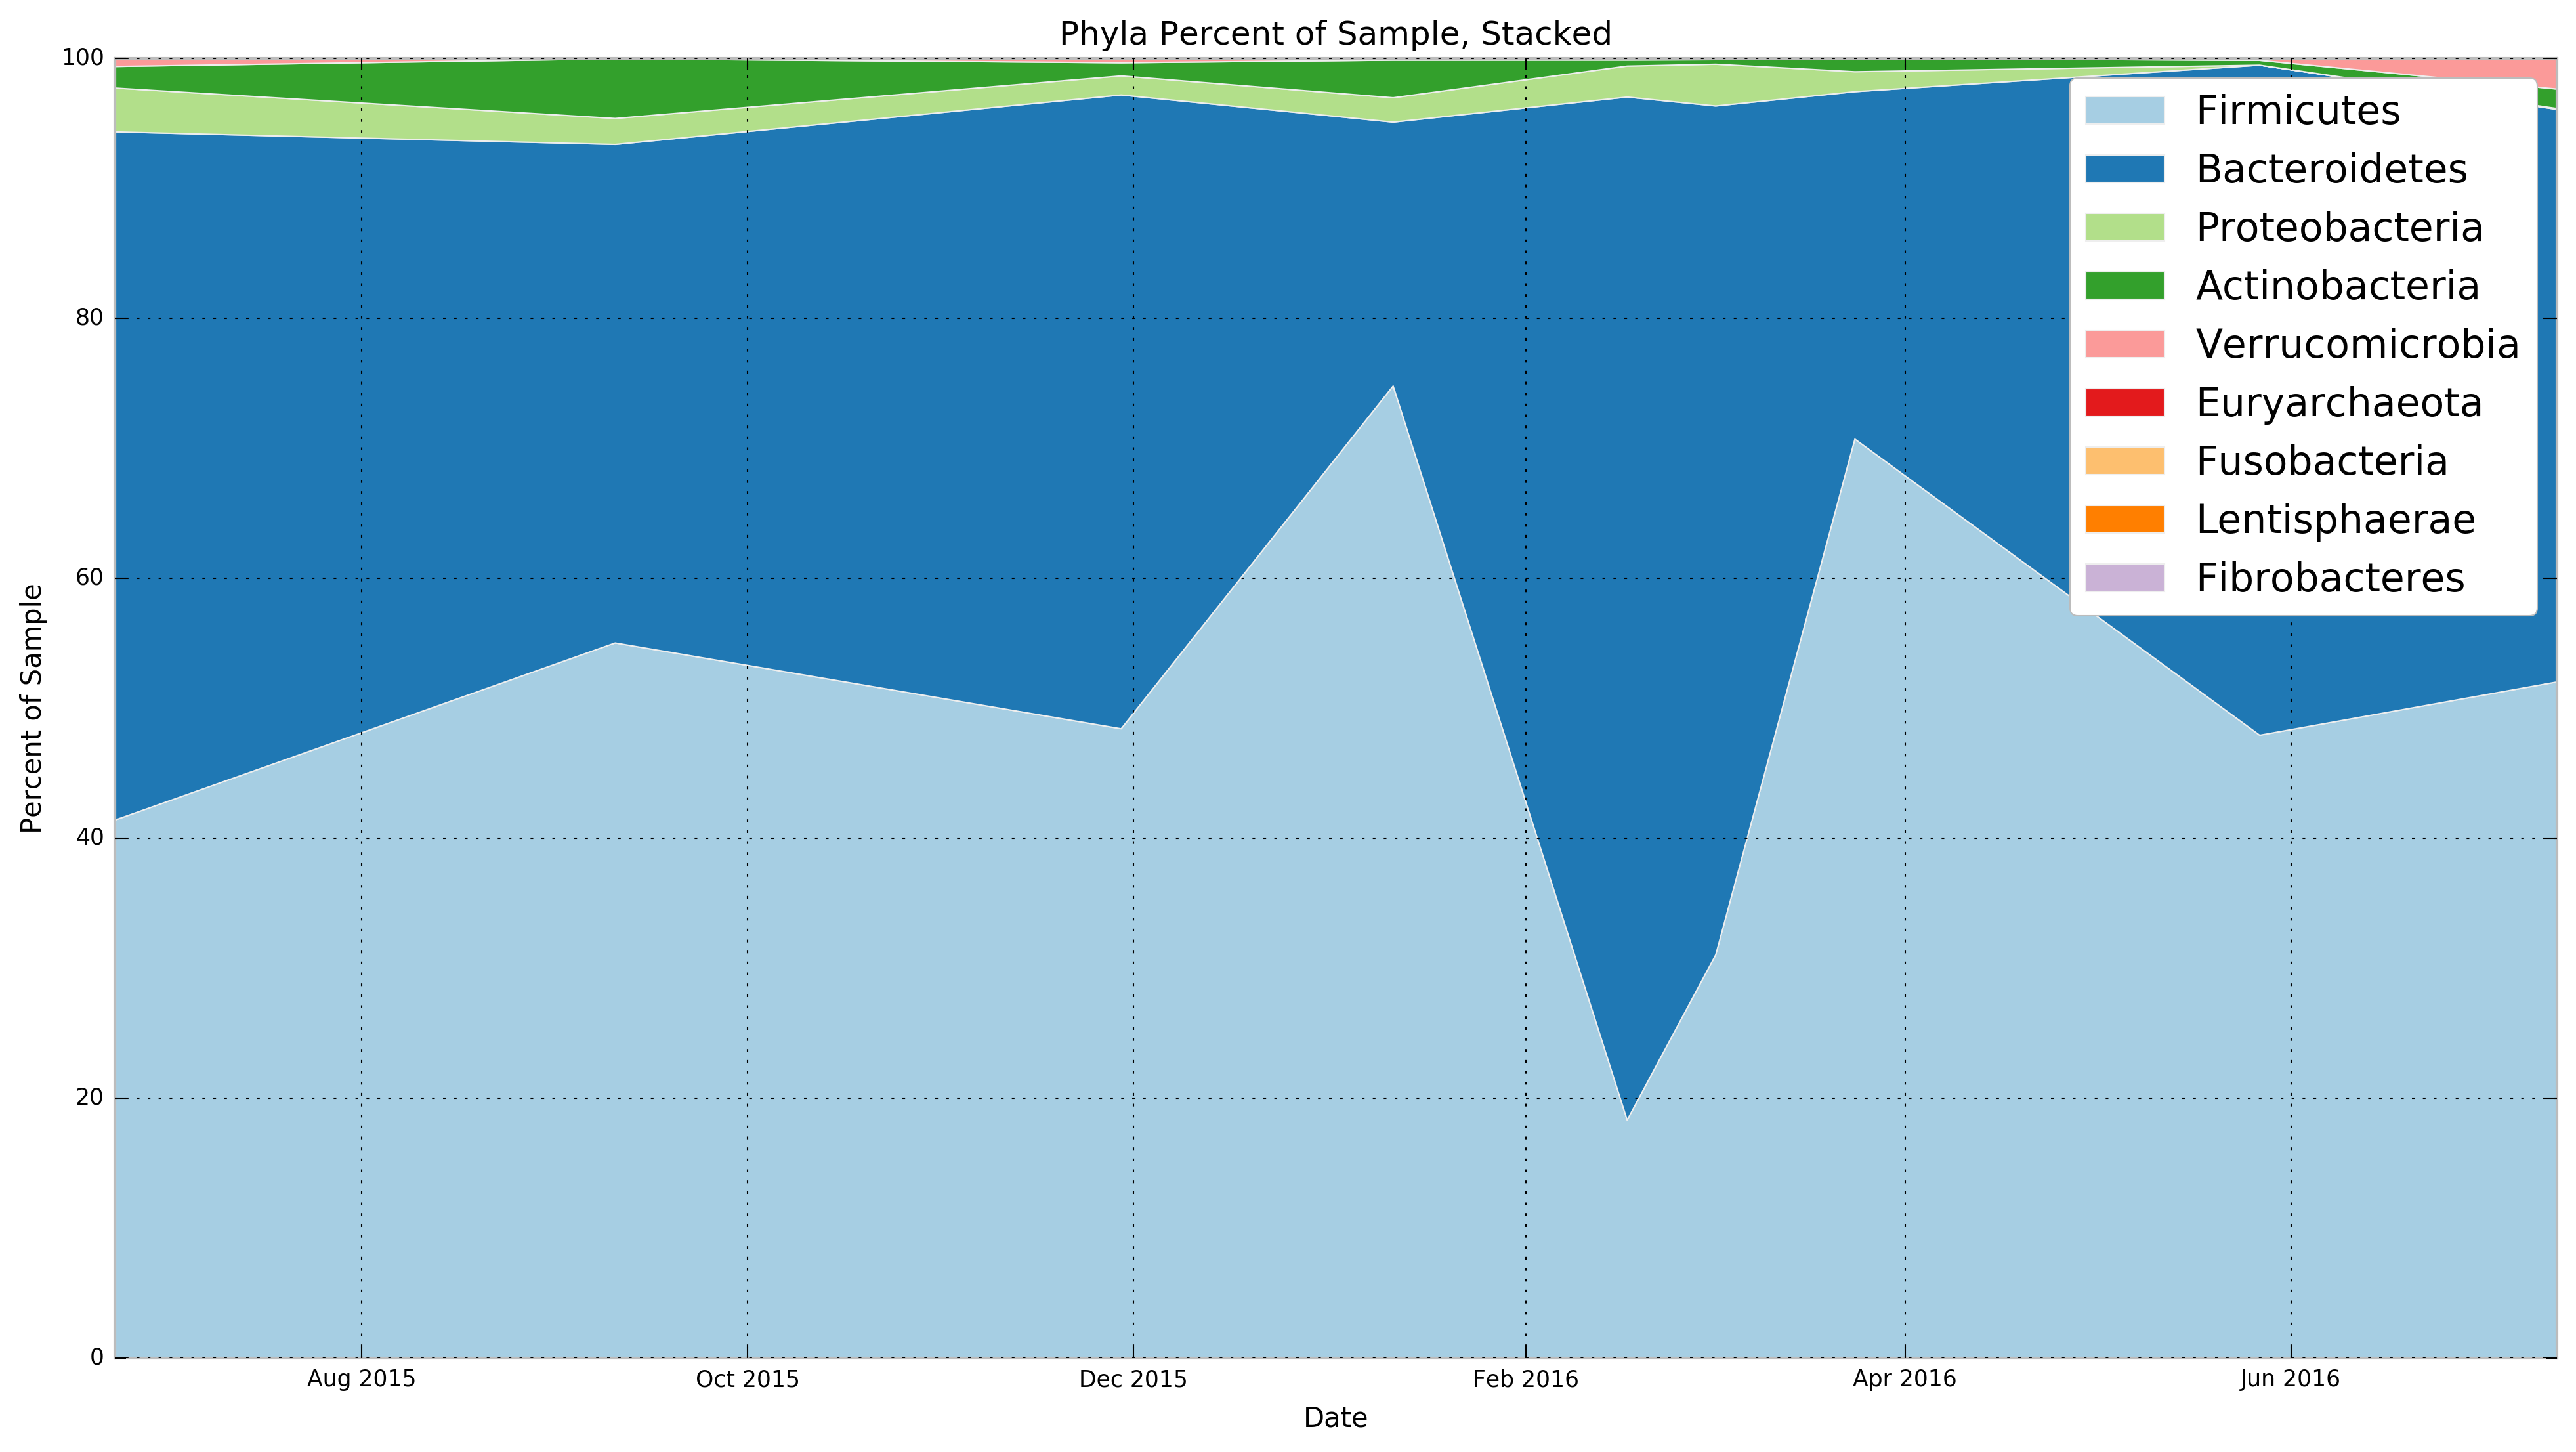 Phyla Percent of Sample, Stacked
100
80
60
40
20
0
Percent of Sample
Firmicutes
Bacteroidetes
Proteobacteria
Actinobacteria
Verrucomicrobia
Euryarchaeota
Fusobacteria
Lentisphaerae
Fibrobacteres
Aug 2015 Oct 2015 Dec 2015 Feb 2016 Apr 2016 Jun 2016
Date